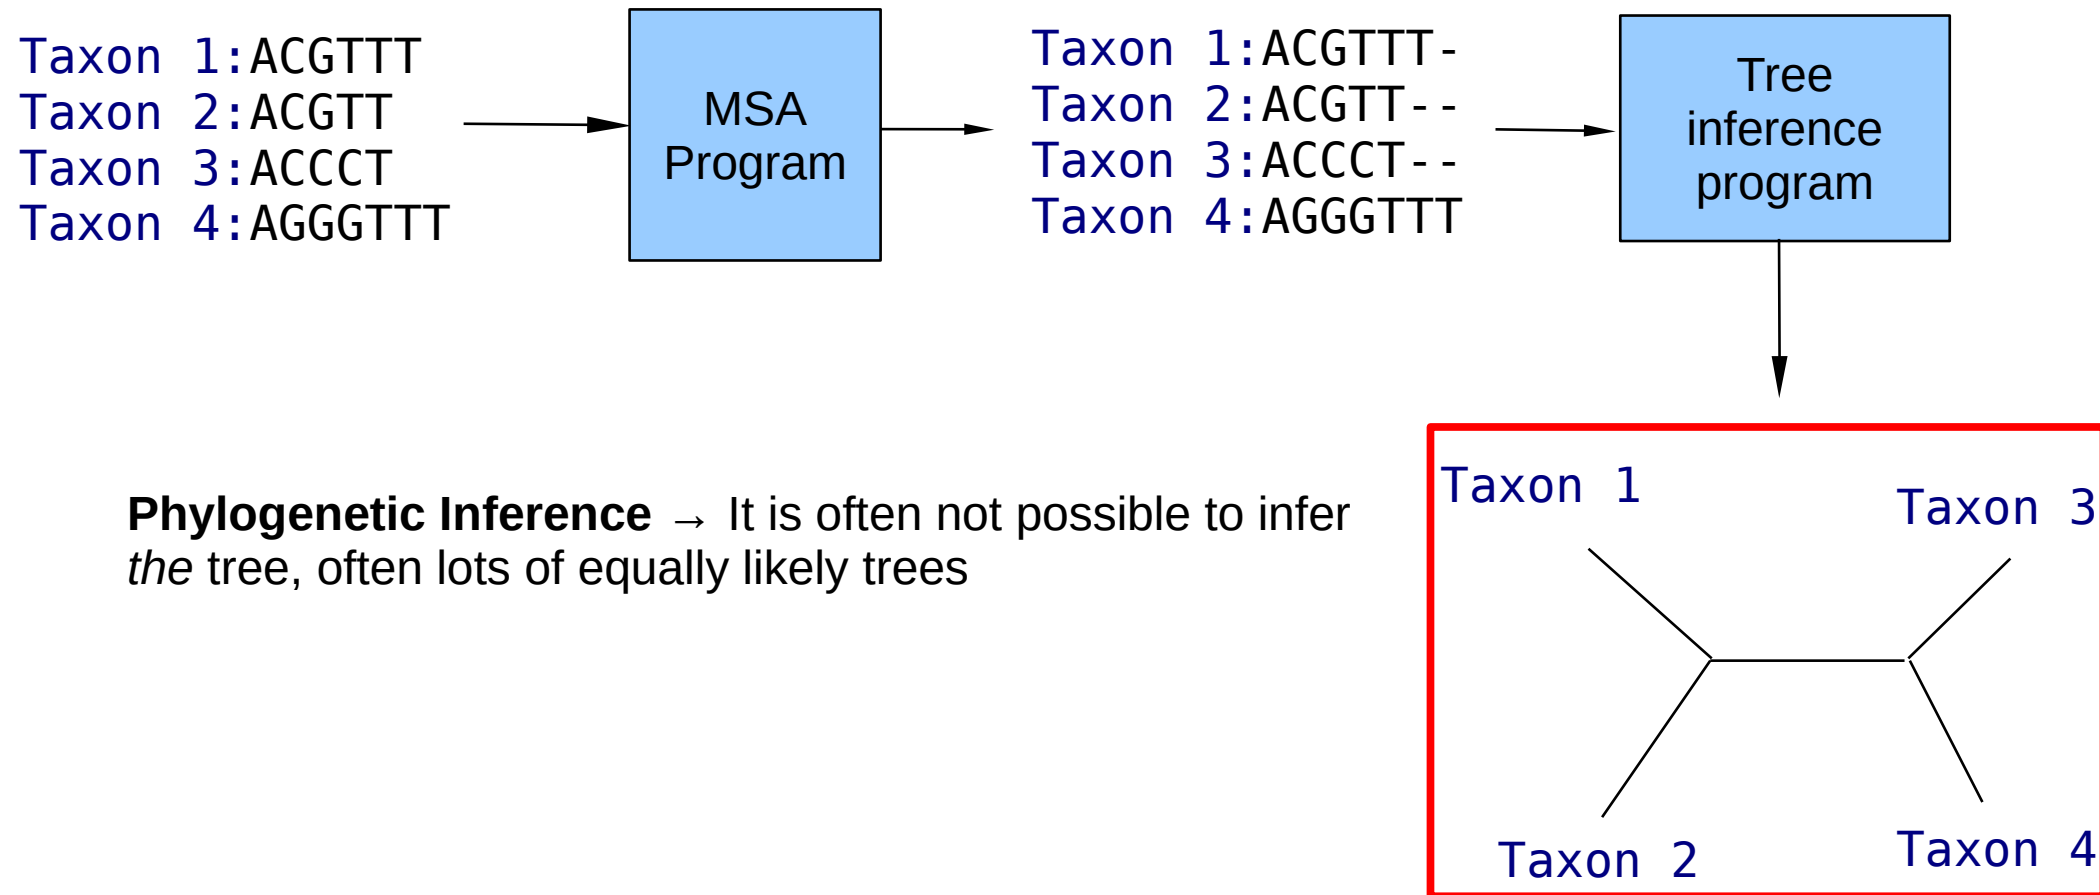 Taxon 1:ACGTTT
Taxon 2:ACGTT
Taxon 3:ACCCT
Taxon 4:AGGGTTT
MSA
Program
Taxon 1:ACGTTT-
Taxon 2:ACGTT--
Taxon 3:ACCCT--
Taxon 4:AGGGTTT
Tree
inference
program
Phylogenetic Inference → It is often not possible to infer
the tree, often lots of equally likely trees
Taxon 1
Taxon 3
Taxon 2
Taxon 4